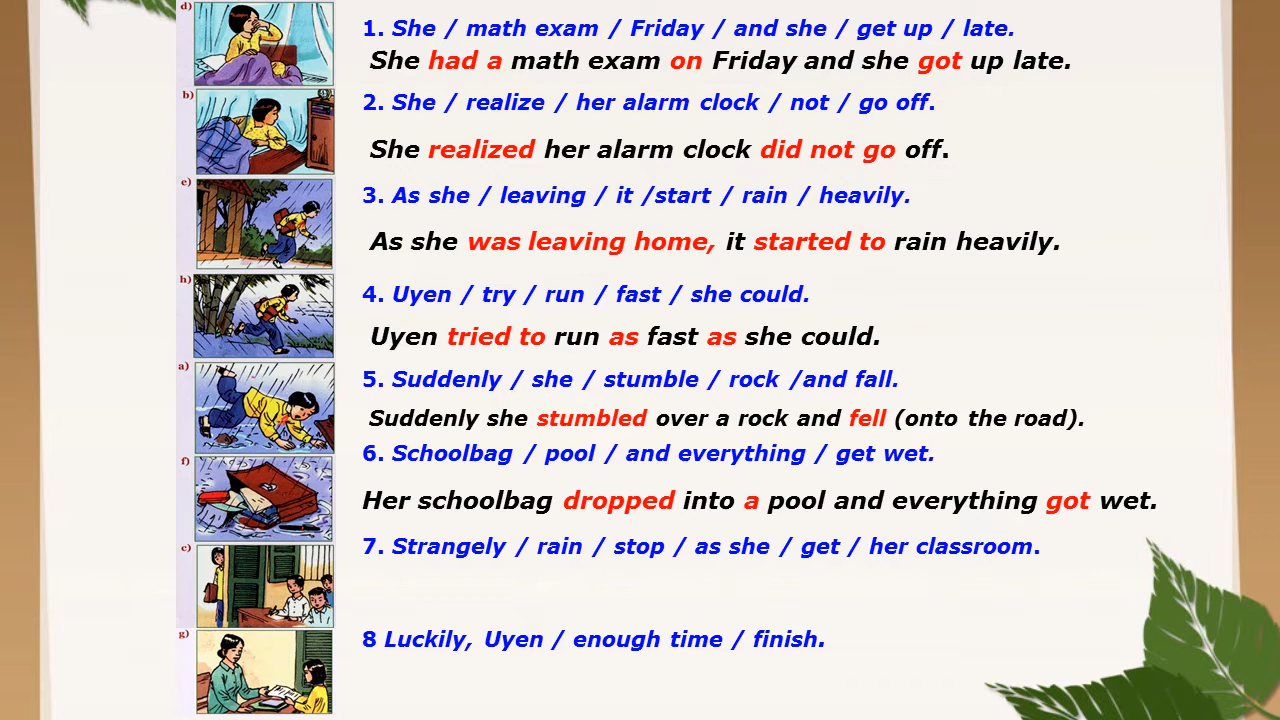 d)
1. She / math exam / Friday / and she / get up / late.
She had a math exam on Friday and she got up late.
b)
2. She / realize / her alarm clock / not / go off.
She realized her alarm clock did not go off.
e)
3. As she / leaving / it /start / rain / heavily.
As she was leaving home, it started to rain heavily.
h)
4. Uyen / try / run / fast / she could.
Uyen tried to run as fast as she could.
a)
5. Suddenly / she / stumble / rock /and fall.
Suddenly she stumbled over a rock and fell (onto the road).
f)
6. Schoolbag / pool / and everything / get wet.
Her schoolbag dropped into a pool and everything got wet.
c)
7. Strangely / rain / stop / as she / get / her classroom.
g)
8 Luckily, Uyen / enough time / finish.